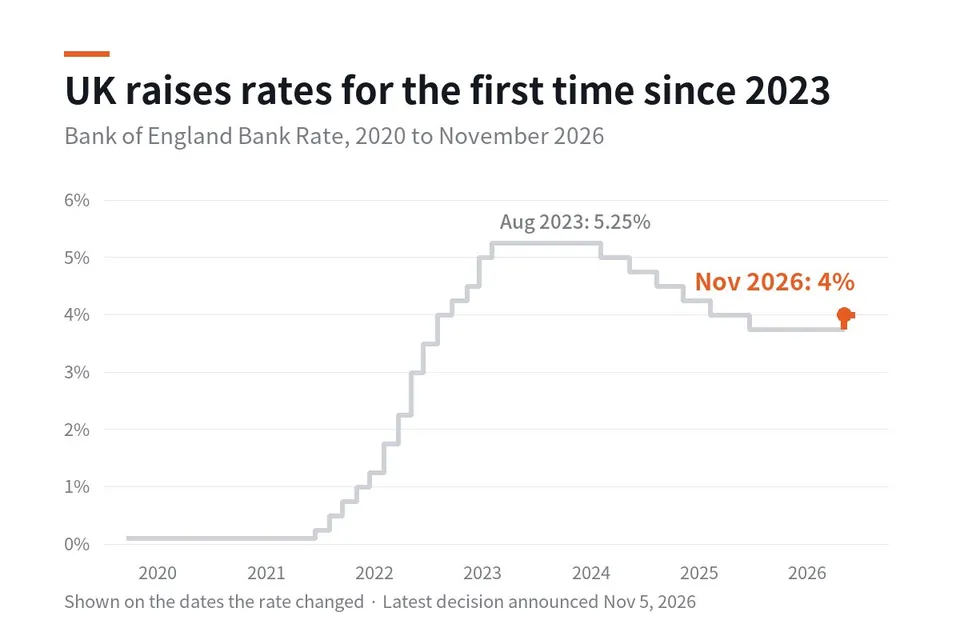 UK raises rates for the first time since 2023
Bank of England Bank Rate, 2020 to November 2026
6%
Aug 2023: 5.25%
5%
Nov 2026: 4%
4%
3%
2%
1%
0%
2020 2021 2022 2023 2024 2025 2026
Shown on the dates the rate changed · Latest decision announced Nov 5, 2026